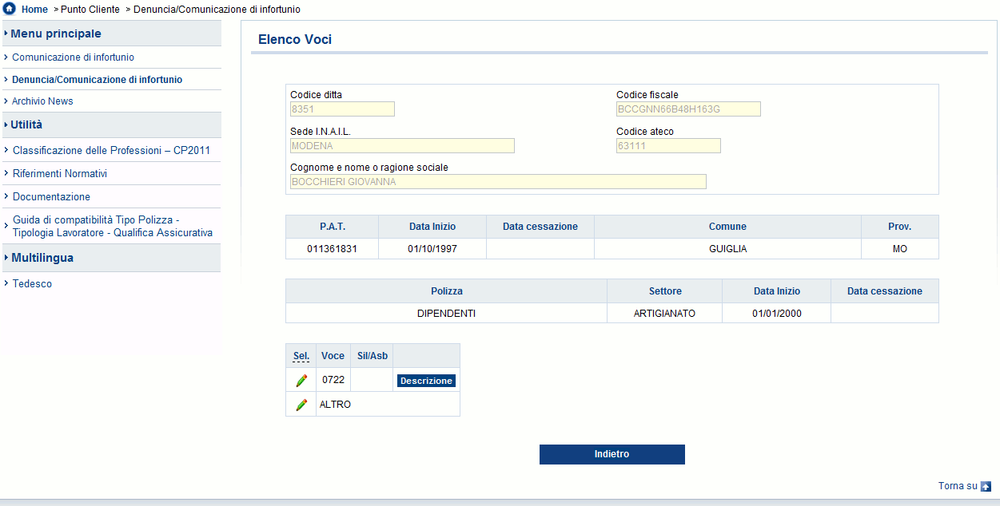 Home > Punto Cliente > Denuncia/Comunicazione di infortunio
Menu principale
Comunicazione di infortunio
Denuncia/Comunicazione di infortunio
Archivio News
Utilità
Classificazione delle Professioni – CP2011
Riferimenti Normativi
Documentazione
Guida di compatibilità Tipo Polizza -
Tipologia Lavoratore - Qualifica Assicurativa
Multilingua
Tedesco
Elenco Voci
Codice ditta Codice fiscale
8351 BCCGNN66B48H163G
Sede I.N.A.I.L. Codice ateco
MODENA 63111
Cognome e nome o ragione sociale
BOCCHIERI GIOVANNA
P.A.T. Data Inizio Data cessazione Comune Prov.
011361831 01/10/1997 GUIGLIA MO
Polizza Settore Data Inizio Data cessazione
DIPENDENTI ARTIGIANATO 01/01/2000
Sel. Voce Sil/Asb
0722 Descrizione
ALTRO
Indietro
Torna su